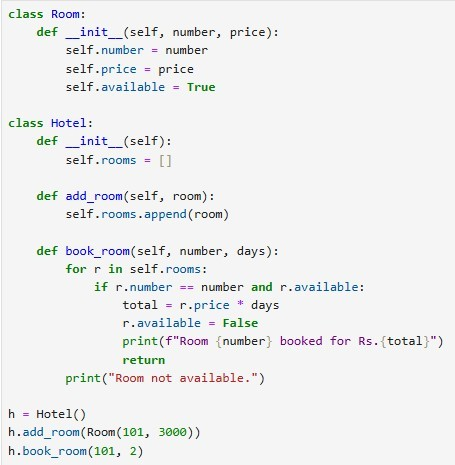 class Room:
    def __init__(self, number, price):
        self.number = number
        self.price = price
        self.available = True

class Hotel:
    def __init__(self):
        self.rooms = []

    def add_room(self, room):
        self.rooms.append(room)

    def book_room(self, number, days):
        for r in self.rooms:
            if r.number == number and r.available:
                total = r.price * days
                r.available = False
                print(f"Room {number} booked for Rs.{total}")
                return
        print("Room not available.")

h = Hotel()
h.add_room(Room(101, 3000))
h.book_room(101, 2)